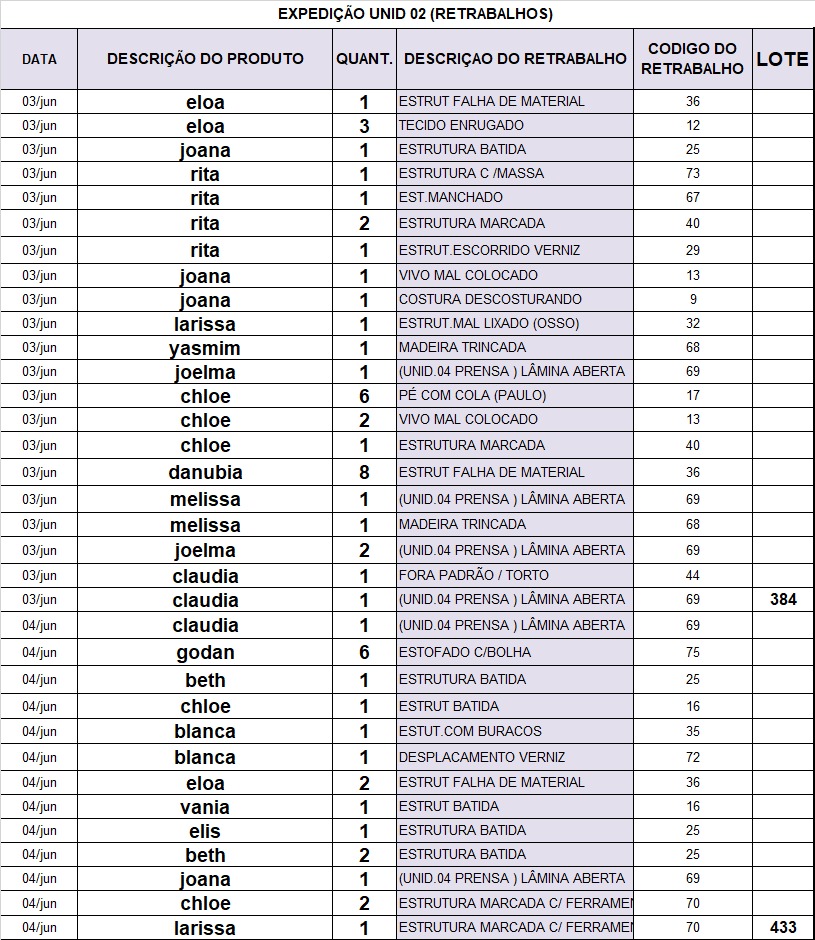 EXPEDIÇÃO UNID 02 (RETRABALHOS)
DATA DESCRIÇÃO DO PRODUTO QUANT. DESCRIÇAO DO RETRABALHO CODIGO DO RETRABALHO LOTE
03/jun eloa 1 ESTRUT FALHA DE MATERIAL 36
03/jun eloa 3 TECIDO ENRUGADO 12
03/jun joana 1 ESTRUTURA BATIDA 25
03/jun rita 1 ESTRUTURA C /MASSA 73
03/jun rita 1 EST.MANCHADO 67
03/jun rita 2 ESTRUTURA MARCADA 40
03/jun rita 1 ESTRUT.ESCORRIDO VERNIZ 29
03/jun joana 1 VIVO MAL COLOCADO 13
03/jun joana 1 COSTURA DESCOSTURANDO 9
03/jun larissa 1 ESTRUT.MAL LIXADO (OSSO) 32
03/jun yasmim 1 MADEIRA TRINCADA 68
03/jun joelma 1 (UNID.04 PRENSA ) LÂMINA ABERTA 69
03/jun chloe 6 PÉ COM COLA (PAULO) 17
03/jun chloe 2 VIVO MAL COLOCADO 13
03/jun chloe 1 ESTRUTURA MARCADA 40
03/jun danubia 8 ESTRUT FALHA DE MATERIAL 36
03/jun melissa 1 (UNID.04 PRENSA ) LÂMINA ABERTA 69
03/jun melissa 1 MADEIRA TRINCADA 68
03/jun joelma 2 (UNID.04 PRENSA ) LÂMINA ABERTA 69
03/jun claudia 1 FORA PADRÃO / TORTO 44
03/jun claudia 1 (UNID.04 PRENSA ) LÂMINA ABERTA 69 384
04/jun claudia 1 (UNID.04 PRENSA ) LÂMINA ABERTA 69
04/jun godan 6 ESTOFADO C/BOLHA 75
04/jun beth 1 ESTRUTURA BATIDA 25
04/jun chloe 1 ESTRUT BATIDA 16
04/jun blanca 1 ESTUT.COM BURACOS 35
04/jun blanca 1 DESPLACAMENTO VERNIZ 72
04/jun eloa 2 ESTRUT FALHA DE MATERIAL 36
04/jun vania 1 ESTRUT BATIDA 16
04/jun elis 1 ESTRUTURA BATIDA 25
04/jun beth 2 ESTRUTURA BATIDA 25
04/jun joana 1 (UNID.04 PRENSA ) LÂMINA ABERTA 69
04/jun chloe 2 ESTRUTURA MARCADA C/ FERRAMEN 70
04/jun larissa 1 ESTRUTURA MARCADA C/ FERRAMEN 70 433